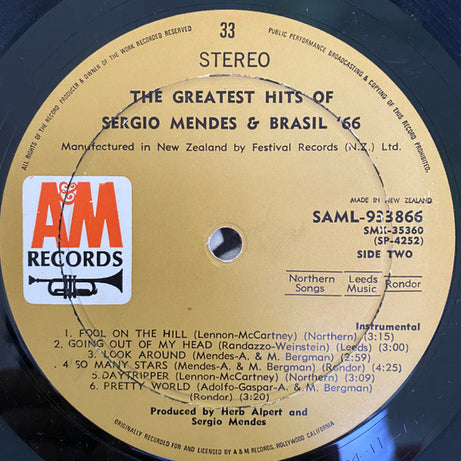 ALL RIGHTS OF THE RECORD PRODUCER & OWNER OF THE WORK RECORDED RESERVED
PUBLIC PERFORMANCE BROADCASTING & COPYING OF THIS RECORD PROHIBITED.
33
STEREO
THE GREATEST HITS OF
SERGIO MENDES & BRASIL '66
Manufactured in New Zealand by Festival Records (N.Z.) Ltd.
A&M
RECORDS
MADE IN NEW ZEALAND
SAML-933866
SMX-35360
(SP-4252)
SIDE TWO
Northern Songs
Leeds Music
Rondor
Instrumental
1. FOOL ON THE HILL (Lennon-McCartney) (Northern) (3:15)
2. GOING OUT OF MY HEAD (Randazzo-Weinstein) (Leeds) (3:00)
3. LOOK AROUND (Mendes-A. & M. Bergman) (2:59)
4 SO MANY STARS (Mendes-A. & M. Bergman) (Rondor) (4:25)
5. DAYTRIPPER (Lennon-McCartney) (Northern) (3:09)
6. PRETTY WORLD (Adolfo-Gaspar-A. & M. Bergman)
(Rondor) (3:20)
Produced by Herb Alpert and
Sergio Mendes
ORIGINALLY RECORDED FOR AND LICENSED BY A & M RECORDS, HOLLYWOOD CALIFORNIA